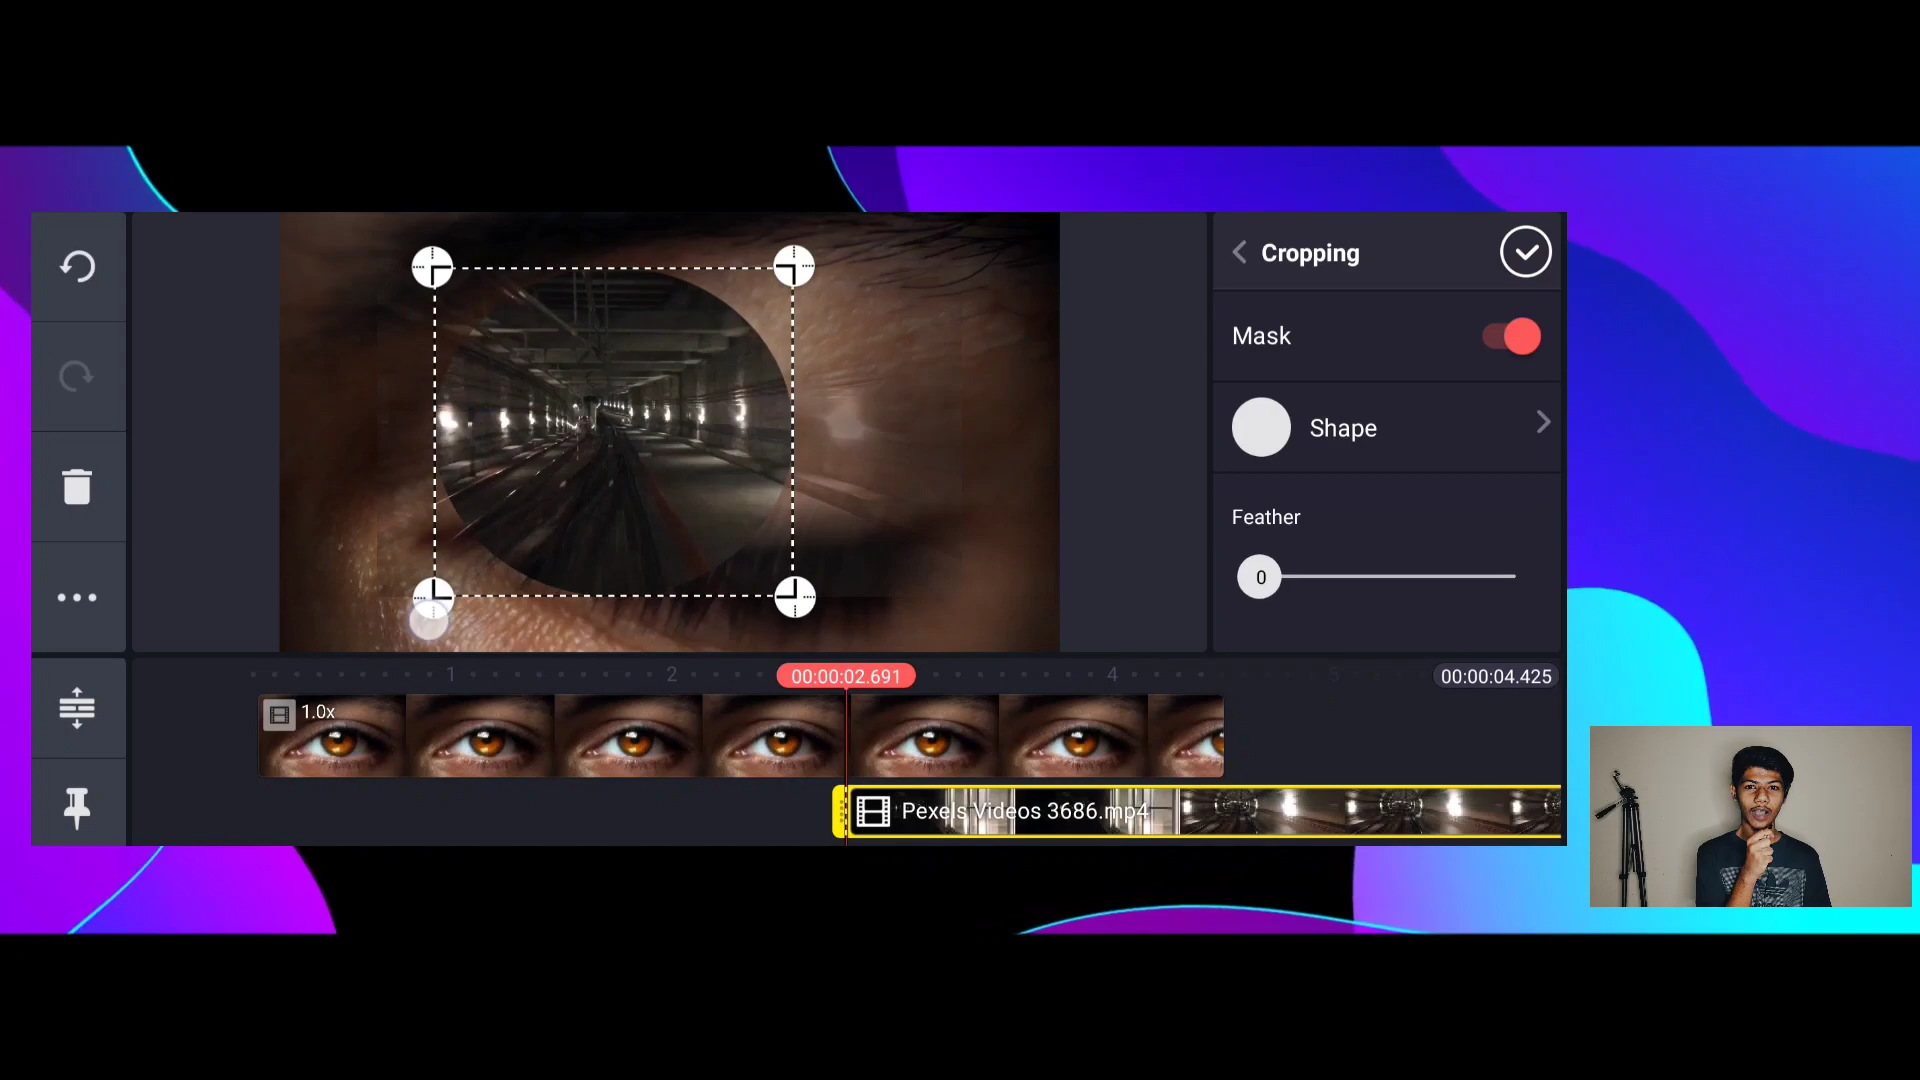 Cropping
Mask
Shape
Feather
0
1 2 00:00:02.691 4 5 00:00:04.425
1.0x
Pexels Videos 3686.mp4